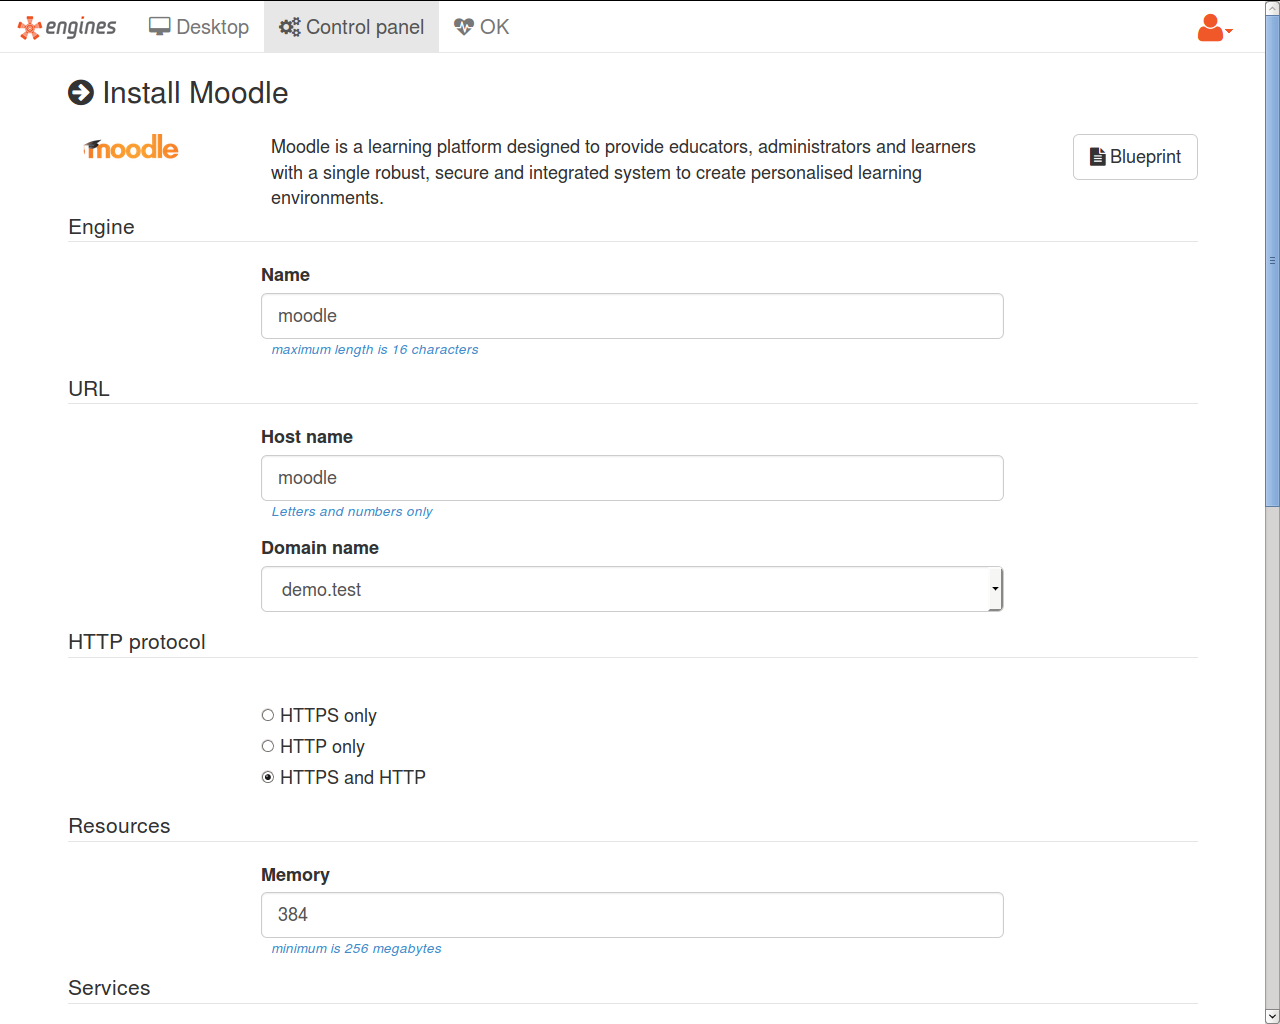 engines Desktop Control panel OK
Install Moodle
moodle
Moodle is a learning platform designed to provide educators, administrators and learners
with a single robust, secure and integrated system to create personalised learning
environments.
Blueprint
Engine
Name
moodle
maximum length is 16 characters
URL
Host name
moodle
Letters and numbers only
Domain name
demo.test
HTTP protocol
HTTPS only
HTTP only
HTTPS and HTTP
Resources
Memory
384
minimum is 256 megabytes
Services